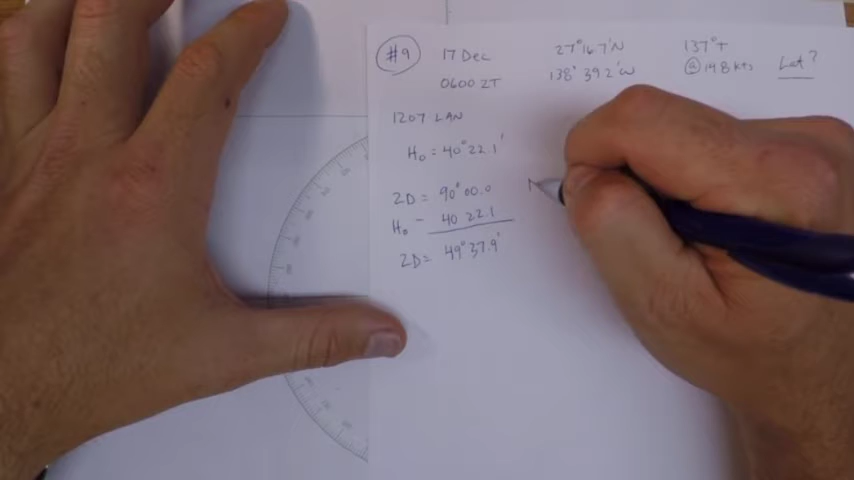 #9 17 Dec 27°16.7'N 137°T
0600 ZT 138° 39.2'W @ 14.8 kts Lat?
1207 LAN
Ho = 40°22.1'
ZD = 90°00.0
Ho - 40 22.1
ZD = 49°37.9'